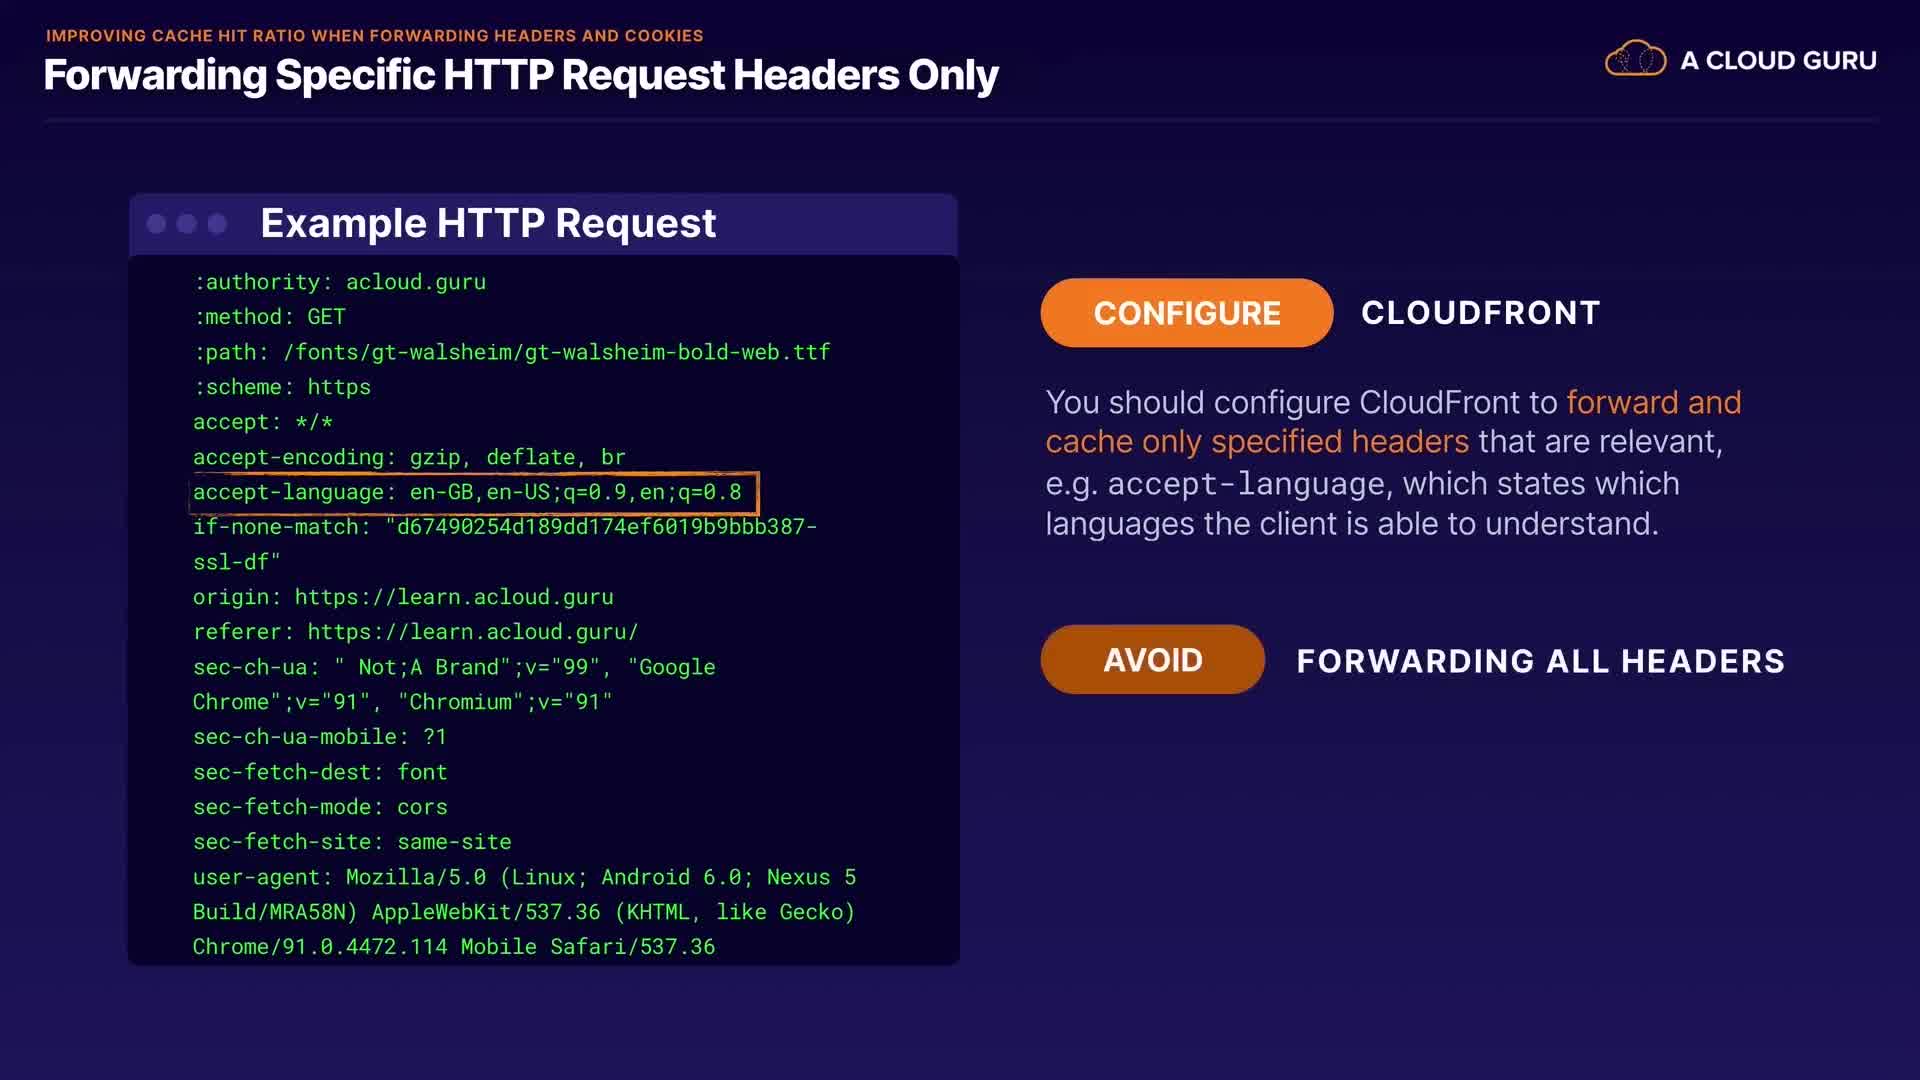 IMPROVING CACHE HIT RATIO WHEN FORWARDING HEADERS AND COOKIES
Forwarding Specific HTTP Request Headers Only
A CLOUD GURU
Example HTTP Request
:authority: acloud.guru
:method: GET
:path: /fonts/gt-walsheim/gt-walsheim-bold-web.ttf
:scheme: https
accept: */*
accept-encoding: gzip, deflate, br
accept-language: en-GB,en-US;q=0.9,en;q=0.8
if-none-match: "d67490254d189dd174ef6019b9bbb387-
ssl-df"
origin: https://learn.acloud.guru
referer: https://learn.acloud.guru/
sec-ch-ua: " Not;A Brand";v="99", "Google
Chrome";v="91", "Chromium";v="91"
sec-ch-ua-mobile: ?1
sec-fetch-dest: font
sec-fetch-mode: cors
sec-fetch-site: same-site
user-agent: Mozilla/5.0 (Linux; Android 6.0; Nexus 5
Build/MRA58N) AppleWebKit/537.36 (KHTML, like Gecko)
Chrome/91.0.4472.114 Mobile Safari/537.36
CONFIGURE CLOUDFRONT
You should configure CloudFront to forward and
cache only specified headers that are relevant,
e.g. accept-language, which states which
languages the client is able to understand.
AVOID FORWARDING ALL HEADERS